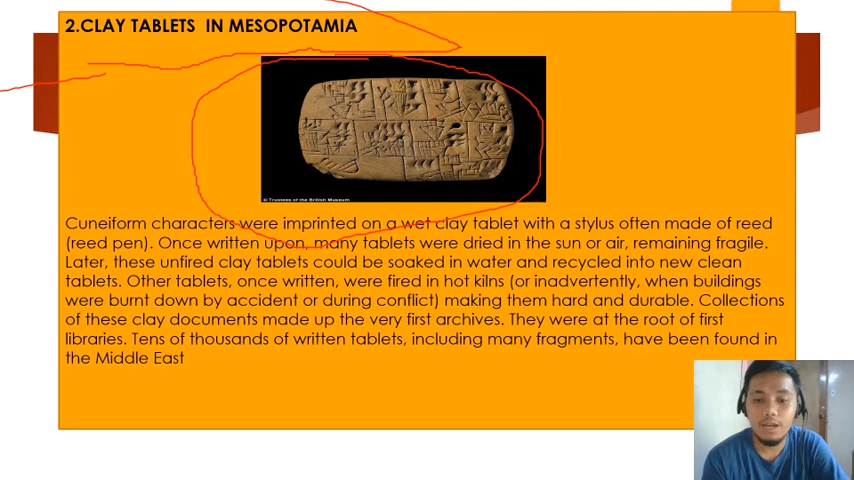 2.CLAY TABLETS IN MESOPOTAMIA
© Trustees of the British Museum
Cuneiform characters were imprinted on a wet clay tablet with a stylus often made of reed
(reed pen). Once written upon, many tablets were dried in the sun or air, remaining fragile.
Later, these unfired clay tablets could be soaked in water and recycled into new clean
tablets. Other tablets, once written, were fired in hot kilns (or inadvertently, when buildings
were burnt down by accident or during conflict) making them hard and durable. Collections
of these clay documents made up the very first archives. They were at the root of first
libraries. Tens of thousands of written tablets, including many fragments, have been found in
the Middle East